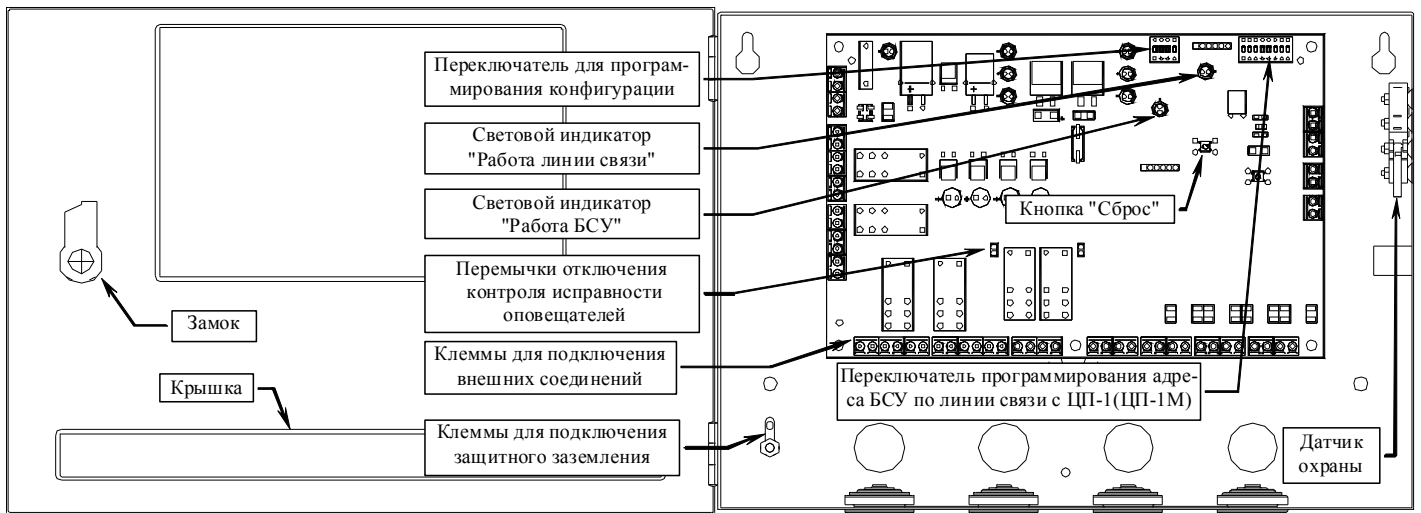 Переключатель для програм-
мирования конфигурации
Световой индикатор
"Работа линии связи"
Световой индикатор
"Работа БСУ"
Кнопка "Сброс"
Перемычки отключения
контроля исправности
оповещателей
Замок
Клеммы для подключения
внешних соединений
Переключатель программирования адре-
са БСУ по линии связи с ЦП-1(ЦП-1М)
Крышка
Клеммы для подключения
защитного заземления
Датчик
охраны